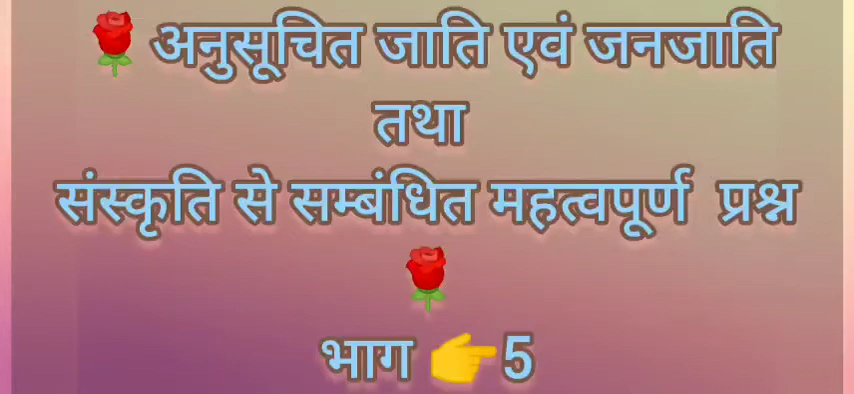 🌹अनुसूचित जाति एवं जनजाति
तथा
संस्कृति से सम्बंधित महत्वपूर्ण प्रश्न
🌹
भाग 👉5